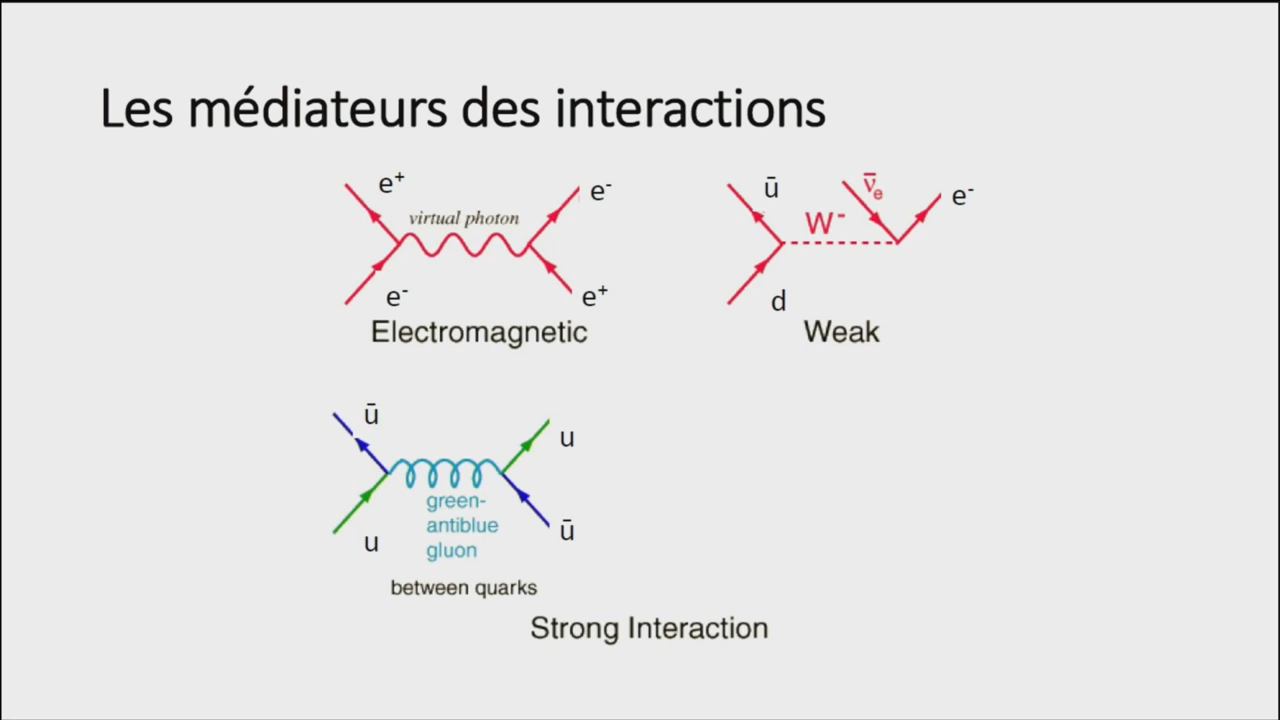 Les médiateurs des interactions
e⁺
virtual photon
e⁻
e⁻
e⁺
Electromagnetic
ū
W⁻
ν̄ₑ
e⁻
d
Weak
ū
u
green-
antiblue
gluon
u
ū
between quarks
Strong Interaction